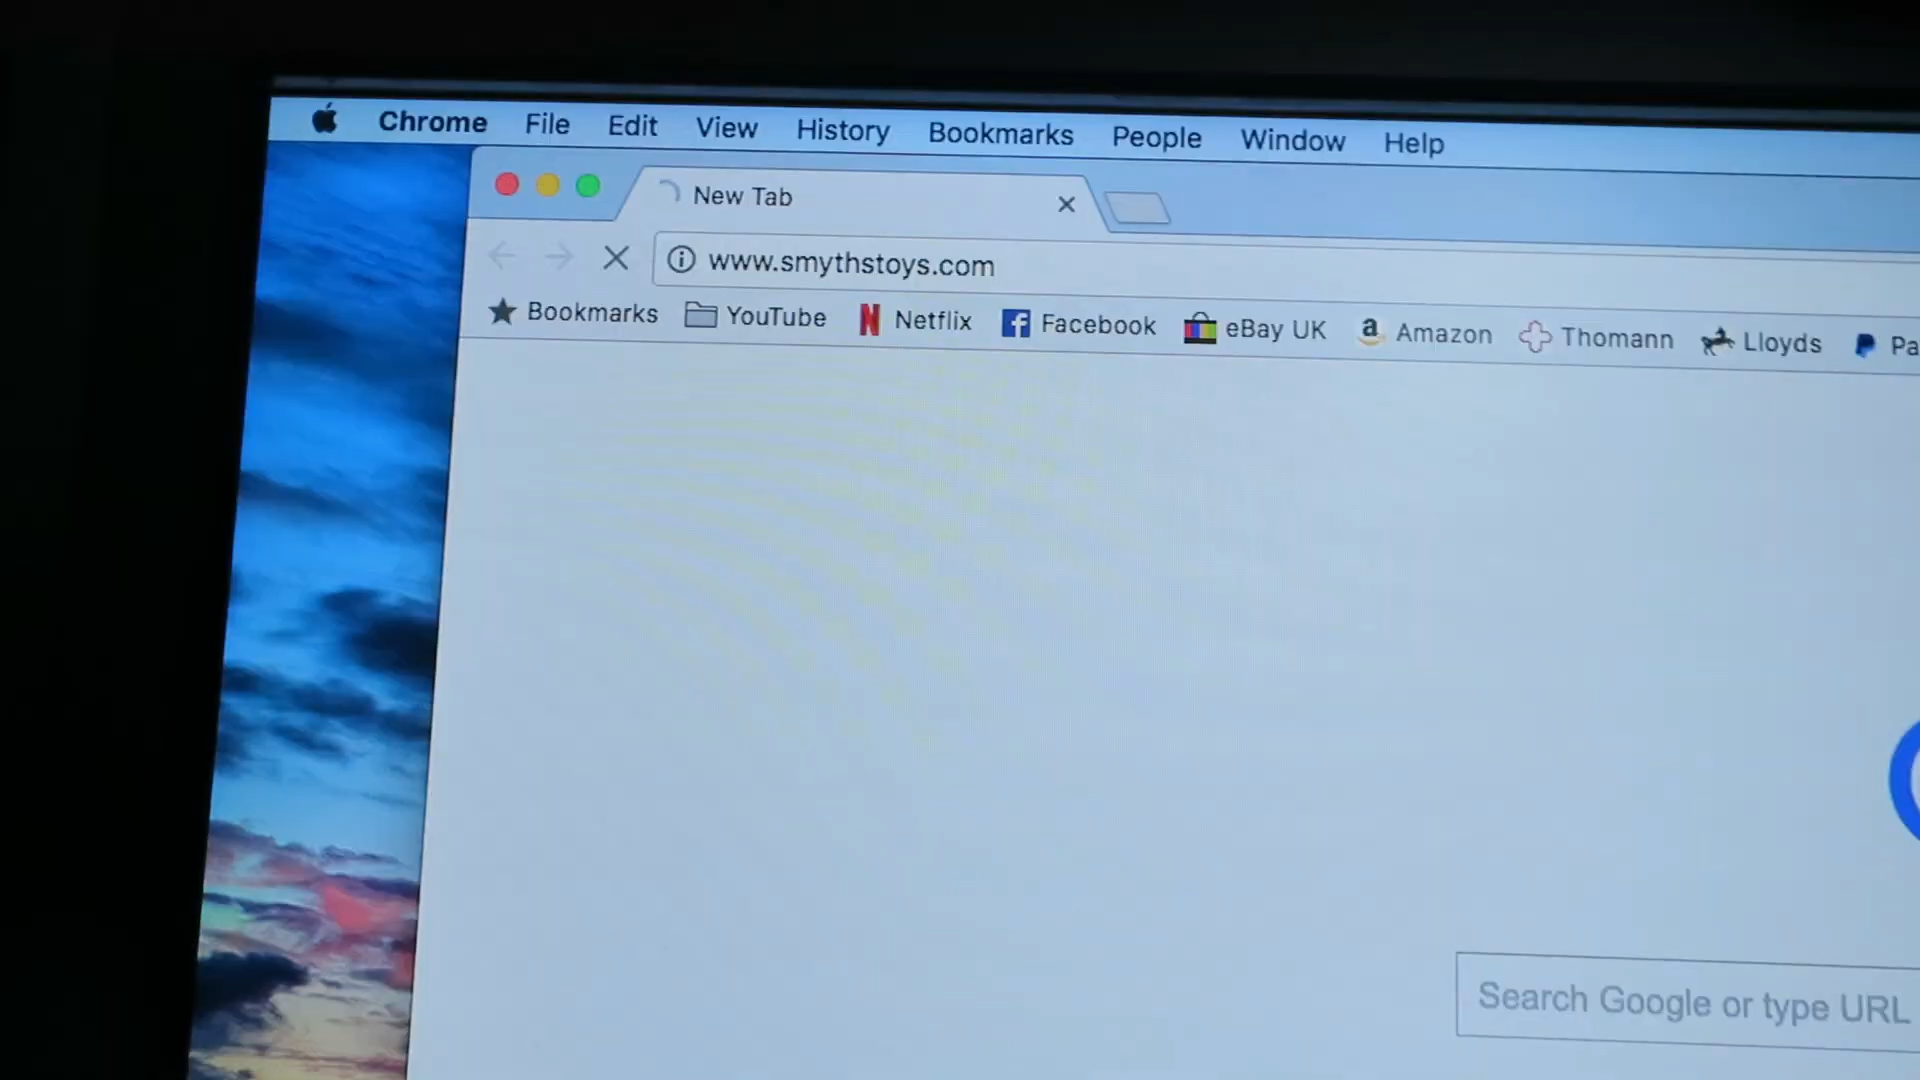 Chrome File Edit View History Bookmarks People Window Help
New Tab
www.smythstoys.com
Bookmarks YouTube Netflix Facebook eBay UK Amazon Thomann Lloyds Pa
Search Google or type URL